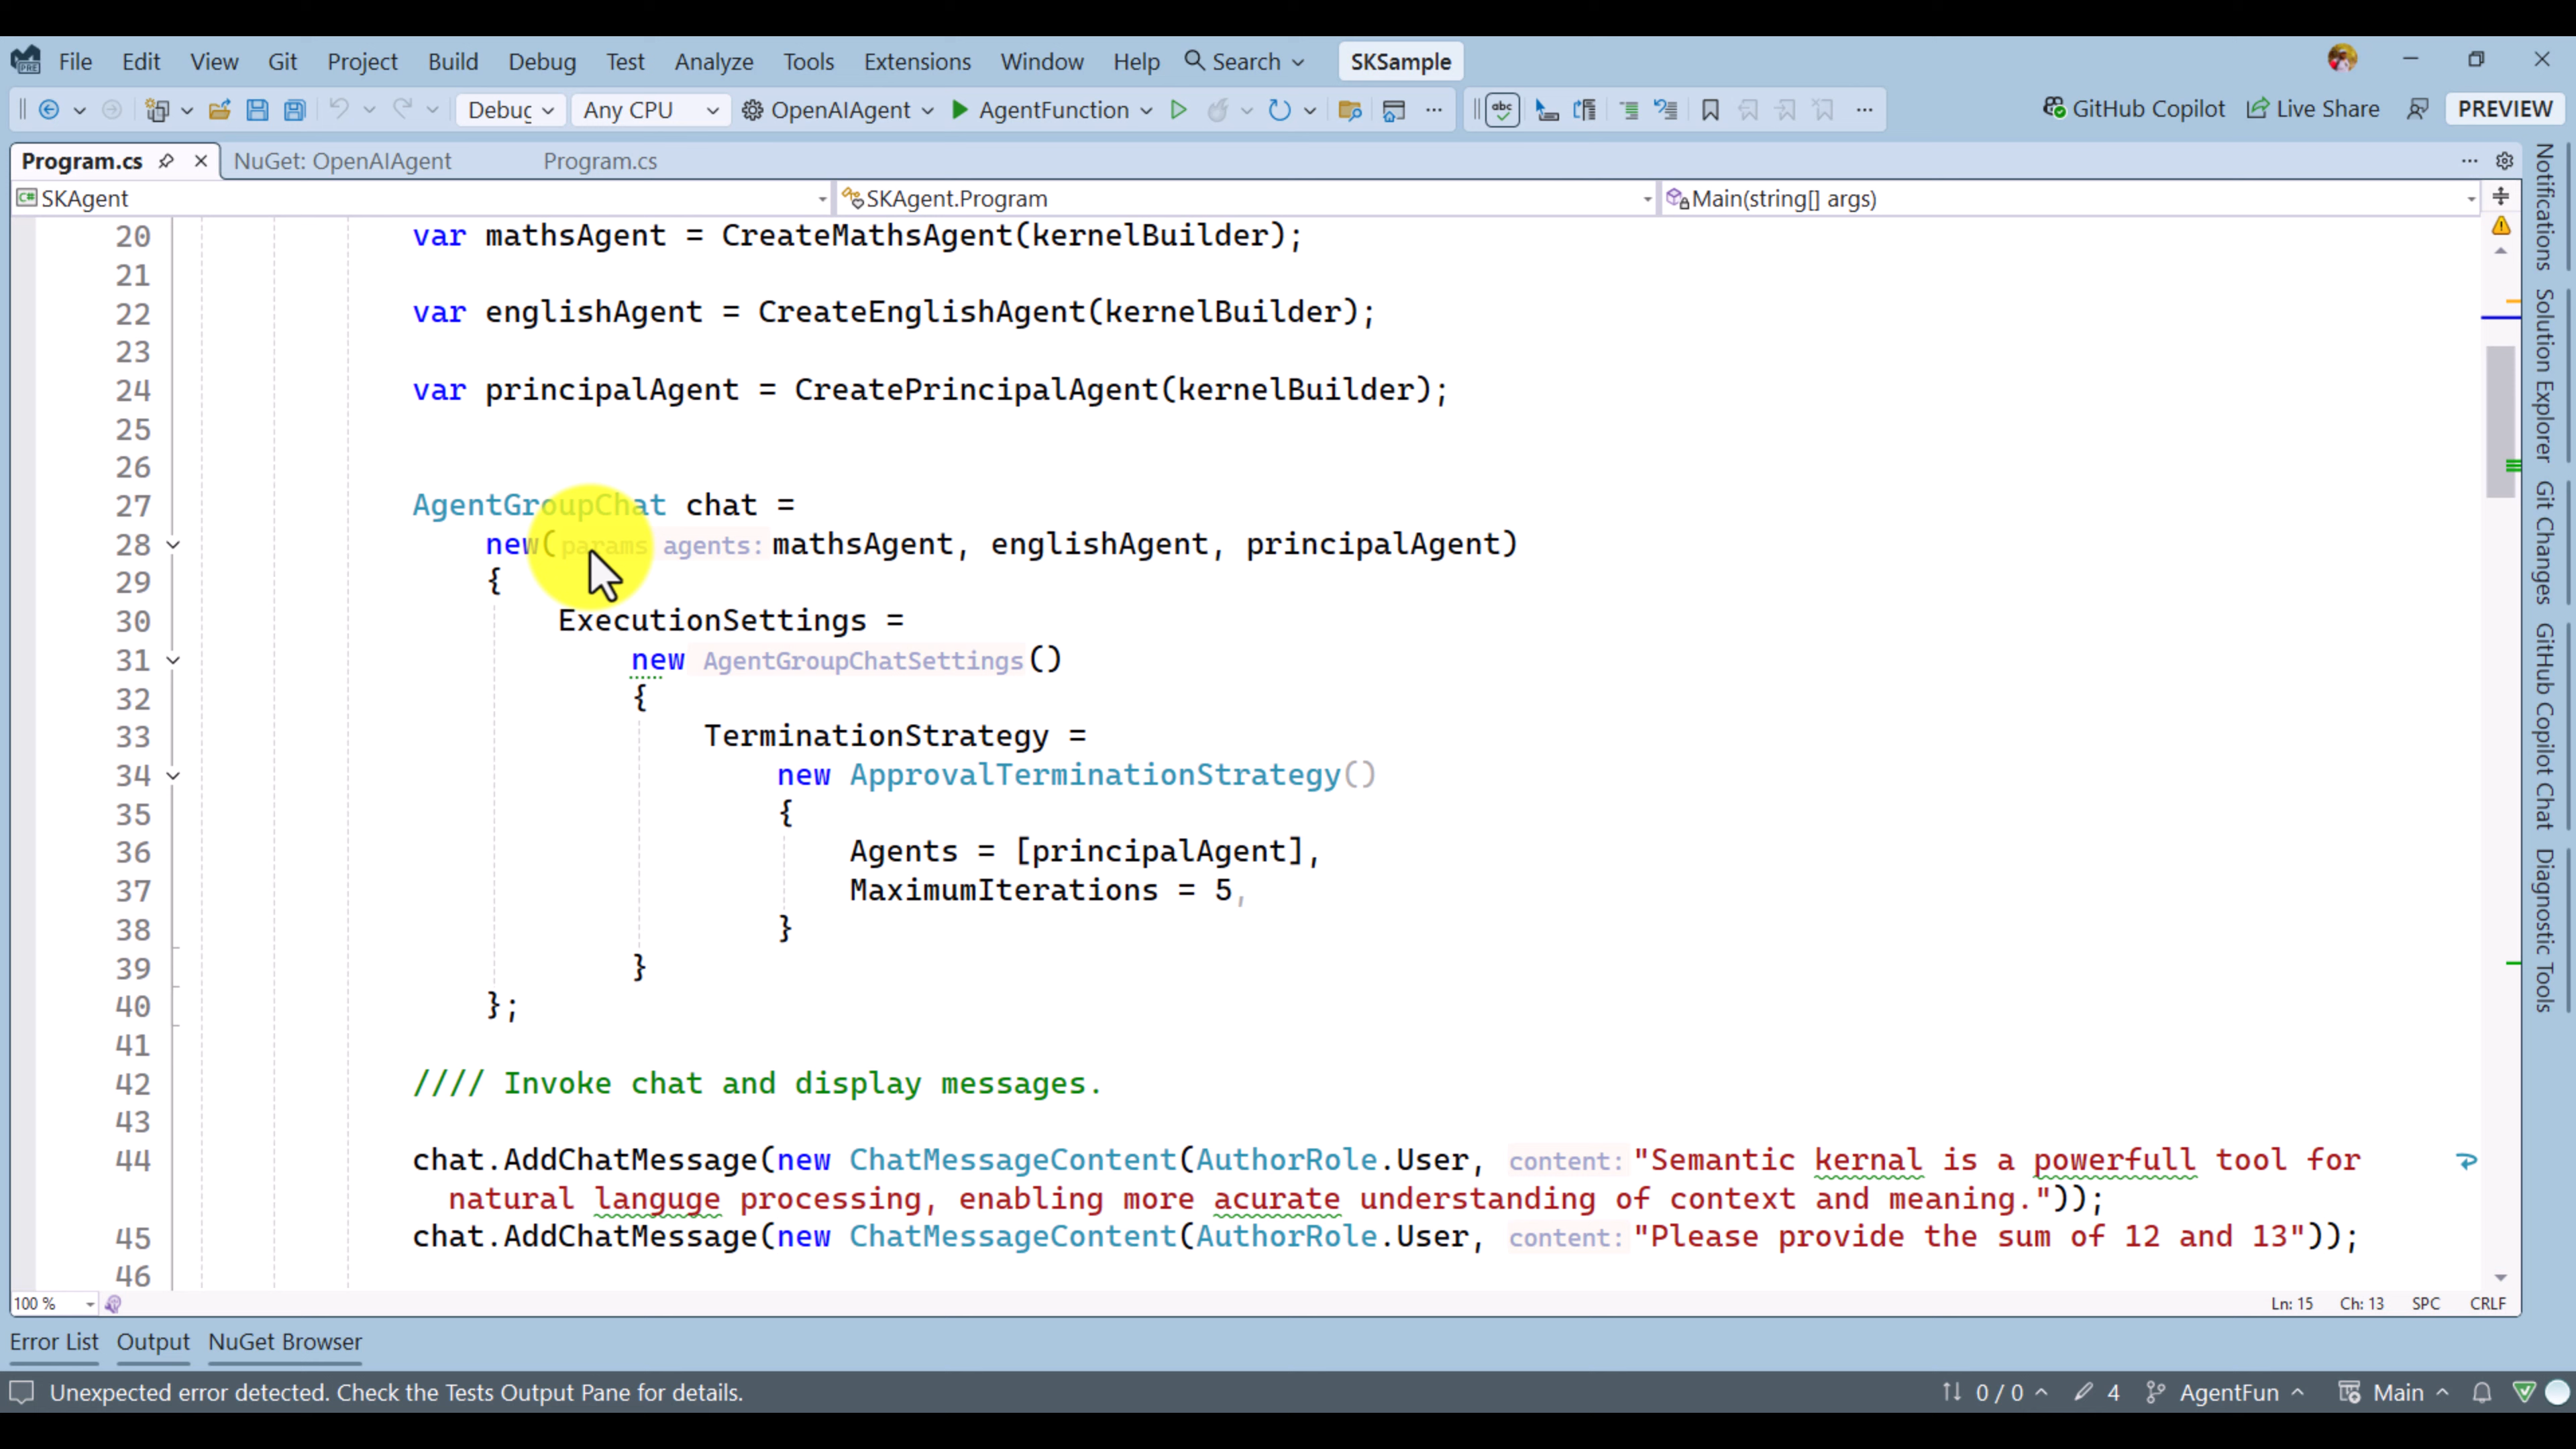 File Edit View Git Project Build Debug Test Analyze Tools Extensions Window Help Search SKSample
Debug Any CPU OpenAIAgent AgentFunction GitHub Copilot Live Share PREVIEW
Program.cs NuGet: OpenAIAgent Program.cs
SKAgent SKAgent.Program Main(string[] args)
20 var mathsAgent = CreateMathsAgent(kernelBuilder);
21
22 var englishAgent = CreateEnglishAgent(kernelBuilder);
23
24 var principalAgent = CreatePrincipalAgent(kernelBuilder);
25
26
27 AgentGroupChat chat =
28 new(params agents: mathsAgent, englishAgent, principalAgent)
29 {
30 ExecutionSettings =
31 new AgentGroupChatSettings()
32 {
33 TerminationStrategy =
34 new ApprovalTerminationStrategy()
35 {
36 Agents = [principalAgent],
37 MaximumIterations = 5,
38 }
39 }
40 };
41
42 //// Invoke chat and display messages.
43
44 chat.AddChatMessage(new ChatMessageContent(AuthorRole.User, content: "Semantic kernal is a powerfull tool for
natural languge processing, enabling more acurate understanding of context and meaning."));
45 chat.AddChatMessage(new ChatMessageContent(AuthorRole.User, content: "Please provide the sum of 12 and 13"));
46
100 % Ln: 15 Ch: 13 SPC CRLF
Error List Output NuGet Browser
Unexpected error detected. Check the Tests Output Pane for details. 0 / 0 4 AgentFun Main
Notifications
Solution Explorer
Git Changes
GitHub Copilot Chat
Diagnostic Tools